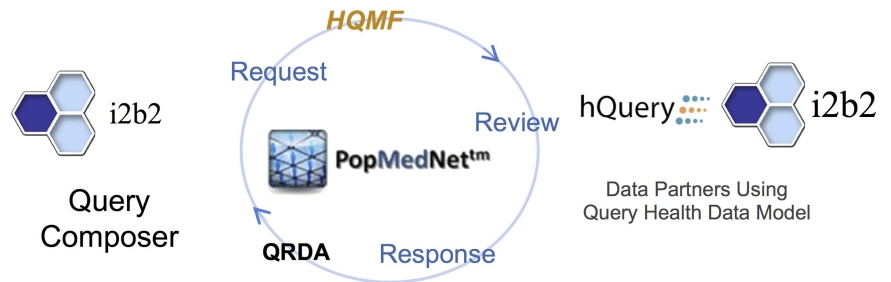 HQMF
Request
i2b2
Review
hQuery
i2b2
PopMedNet™
Query
Composer
Data Partners Using
Query Health Data Model
QRDA
Response